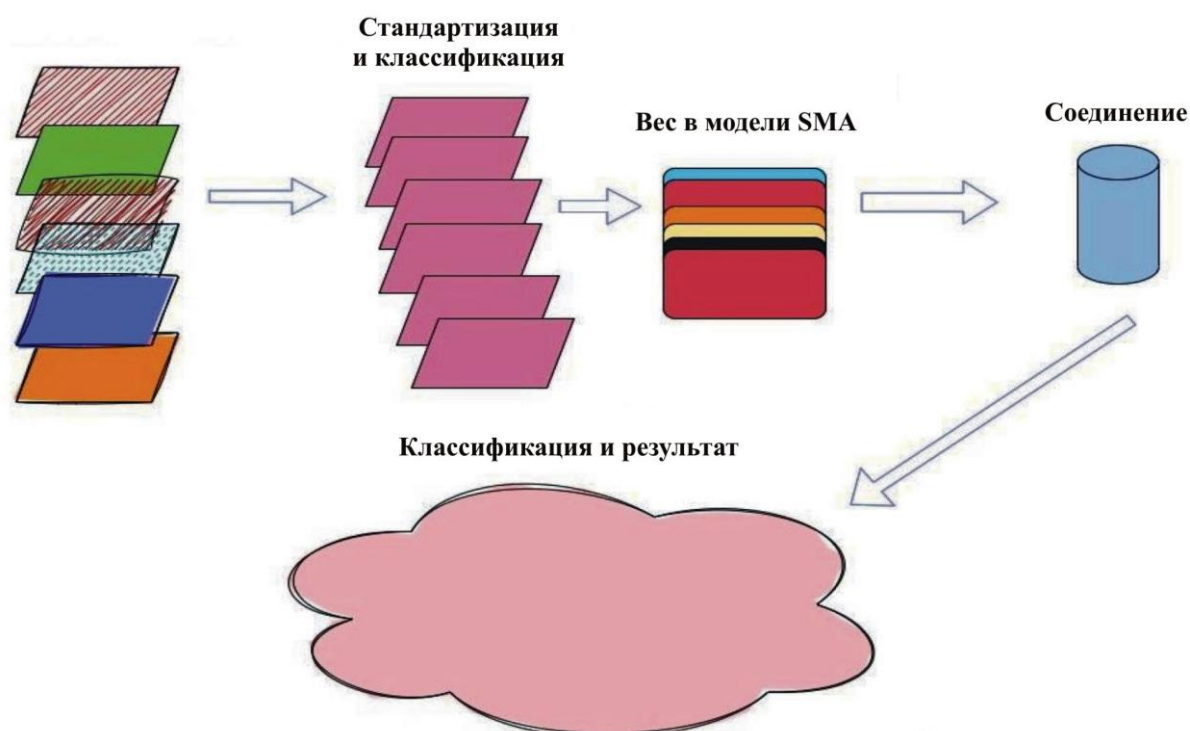 Стандартизация
и классификация
Вес в модели SMA
Соединение
Классификация и результат